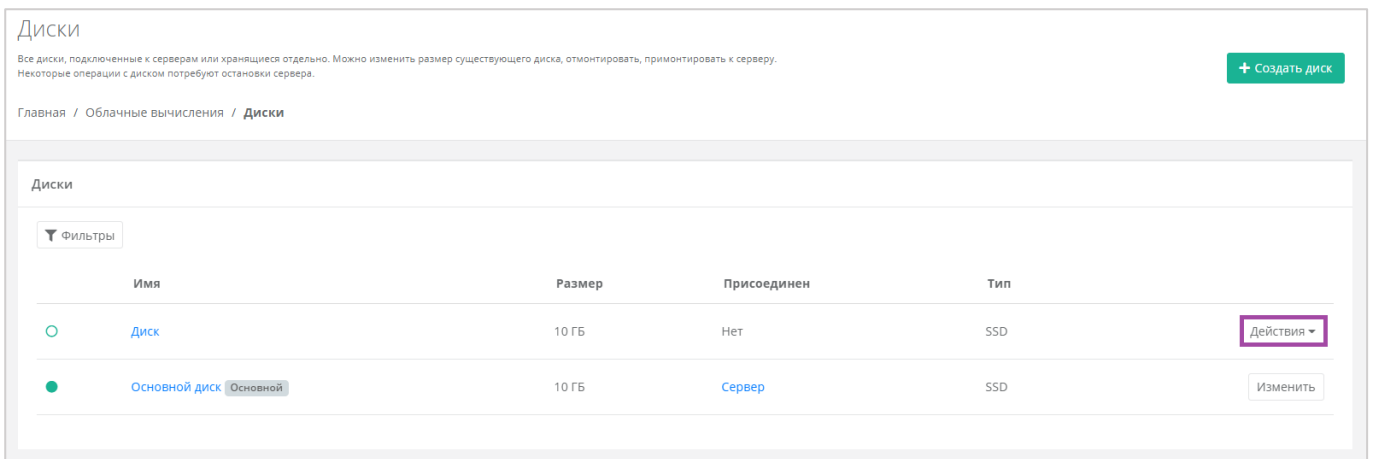 Диски
Все диски, подключенные к серверам или хранящиеся отдельно. Можно изменить размер существующего диска, отмонтировать, примонтировать к серверу.
Некоторые операции с диском потребуют остановки сервера.
+ Создать диск
Главная / Облачные вычисления / Диски
Диски
Фильтры
Имя Размер Присоединен Тип
Диск 10 ГБ Нет SSD Действия
Основной диск Основной 10 ГБ Сервер SSD Изменить